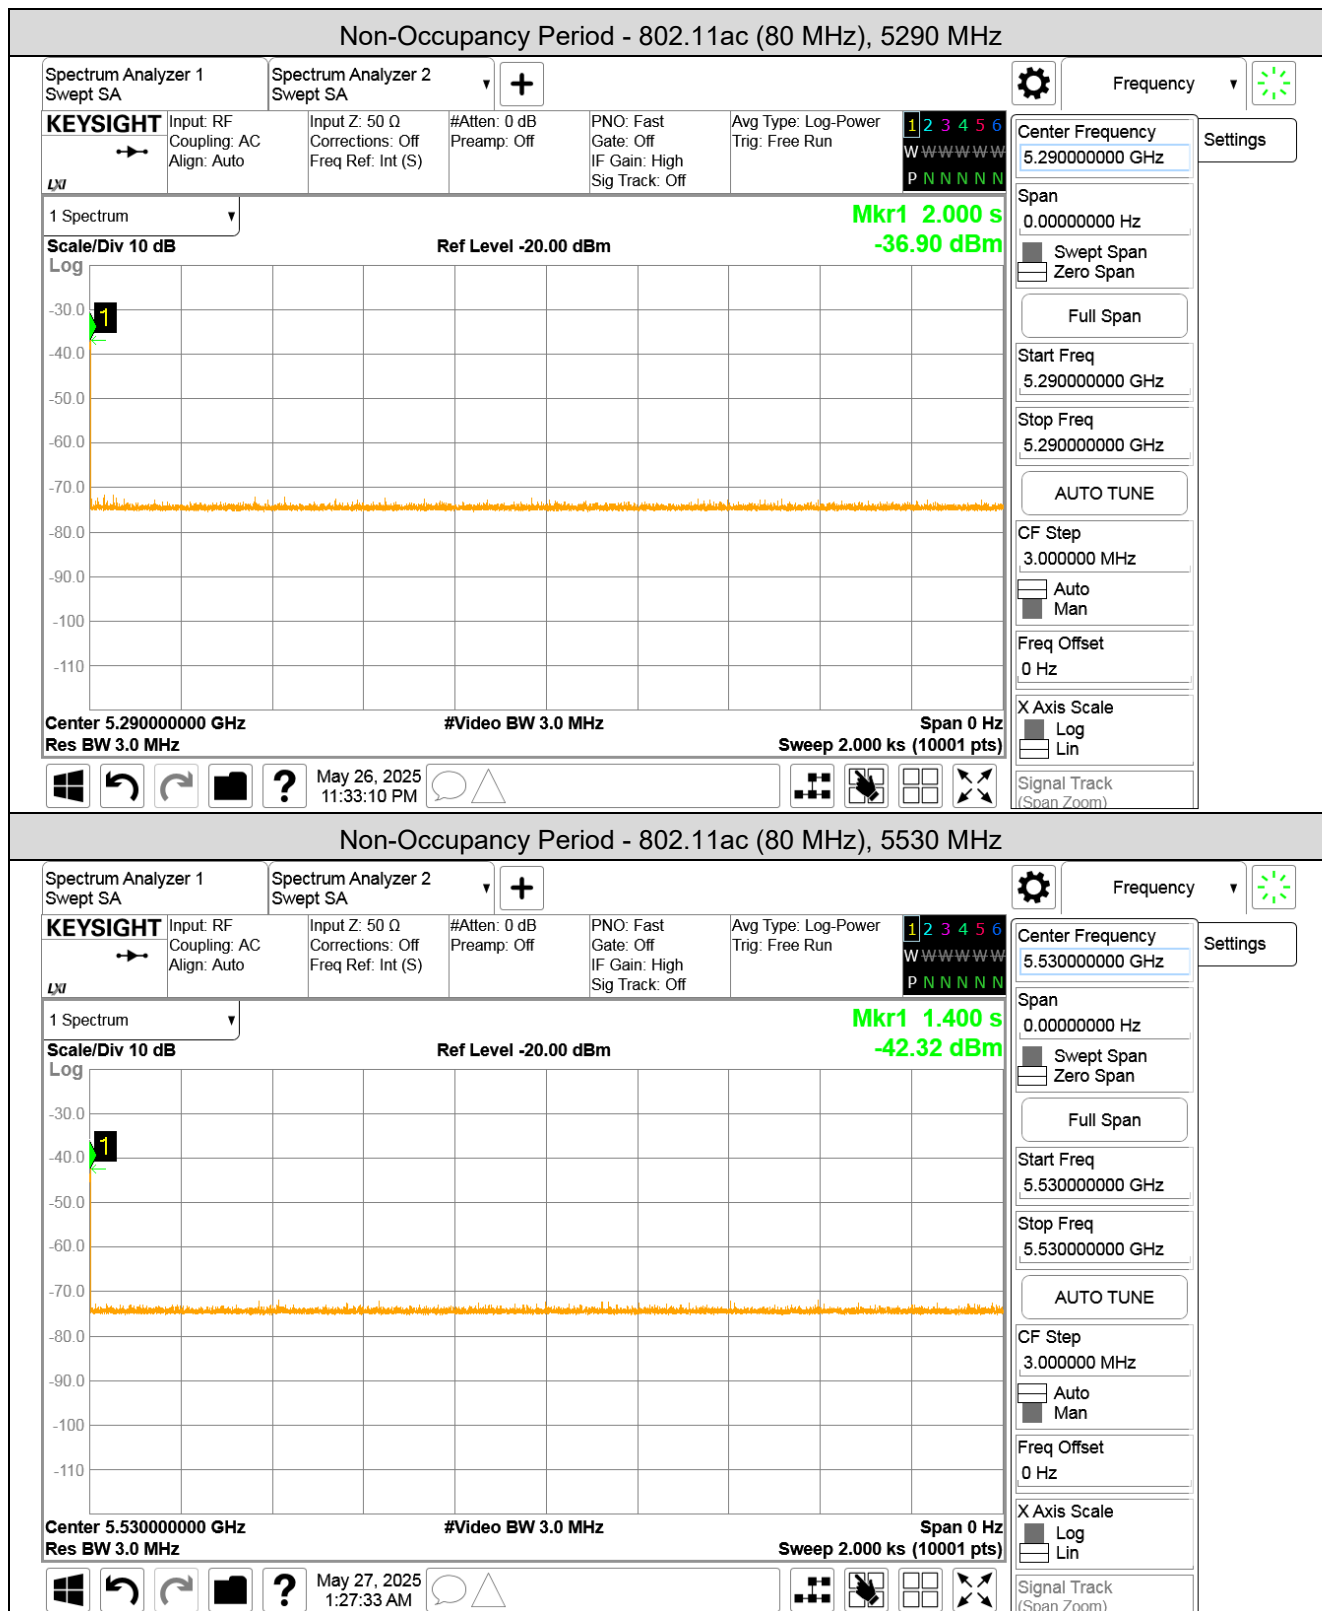 Non-Occupancy Period - 802.11ac (80 MHz), 5290 MHz
Spectrum Analyzer 1
Swept SA
Spectrum Analyzer 2
Swept SA
Frequency
KEYSIGHT
LXI
Input: RF
Coupling: AC
Align: Auto
Input Z: 50 Ω
Corrections: Off
Freq Ref: Int (S)
#Atten: 0 dB
Preamp: Off
PNO: Fast
Gate: Off
IF Gain: High
Sig Track: Off
Avg Type: Log-Power
Trig: Free Run
1 2 3 4 5 6
W W W W W W
P N N N N N
Center Frequency
5.290000000 GHz
Settings
Span
0.00000000 Hz
Swept Span
Zero Span
Full Span
Start Freq
5.290000000 GHz
Stop Freq
5.290000000 GHz
AUTO TUNE
CF Step
3.000000 MHz
Auto
Man
Freq Offset
0 Hz
X Axis Scale
Log
Lin
Signal Track
(Span Zoom)
1 Spectrum
Mkr1 2.000 s
-36.90 dBm
Scale/Div 10 dB
Ref Level -20.00 dBm
Log
1
-30.0
-40.0
-50.0
-60.0
-70.0
-80.0
-90.0
-100
-110
Center 5.290000000 GHz
#Video BW 3.0 MHz
Span 0 Hz
Res BW 3.0 MHz
Sweep 2.000 ks (10001 pts)
?
May 26, 2025
11:33:10 PM
Non-Occupancy Period - 802.11ac (80 MHz), 5530 MHz
Spectrum Analyzer 1
Swept SA
Spectrum Analyzer 2
Swept SA
Frequency
KEYSIGHT
LXI
Input: RF
Coupling: AC
Align: Auto
Input Z: 50 Ω
Corrections: Off
Freq Ref: Int (S)
#Atten: 0 dB
Preamp: Off
PNO: Fast
Gate: Off
IF Gain: High
Sig Track: Off
Avg Type: Log-Power
Trig: Free Run
1 2 3 4 5 6
W W W W W W
P N N N N N
Center Frequency
5.530000000 GHz
Settings
Span
0.00000000 Hz
Swept Span
Zero Span
Full Span
Start Freq
5.530000000 GHz
Stop Freq
5.530000000 GHz
AUTO TUNE
CF Step
3.000000 MHz
Auto
Man
Freq Offset
0 Hz
X Axis Scale
Log
Lin
Signal Track
(Span Zoom)
1 Spectrum
Mkr1 1.400 s
-42.32 dBm
Scale/Div 10 dB
Ref Level -20.00 dBm
Log
1
-30.0
-40.0
-50.0
-60.0
-70.0
-80.0
-90.0
-100
-110
Center 5.530000000 GHz
#Video BW 3.0 MHz
Span 0 Hz
Res BW 3.0 MHz
Sweep 2.000 ks (10001 pts)
?
May 27, 2025
1:27:33 AM